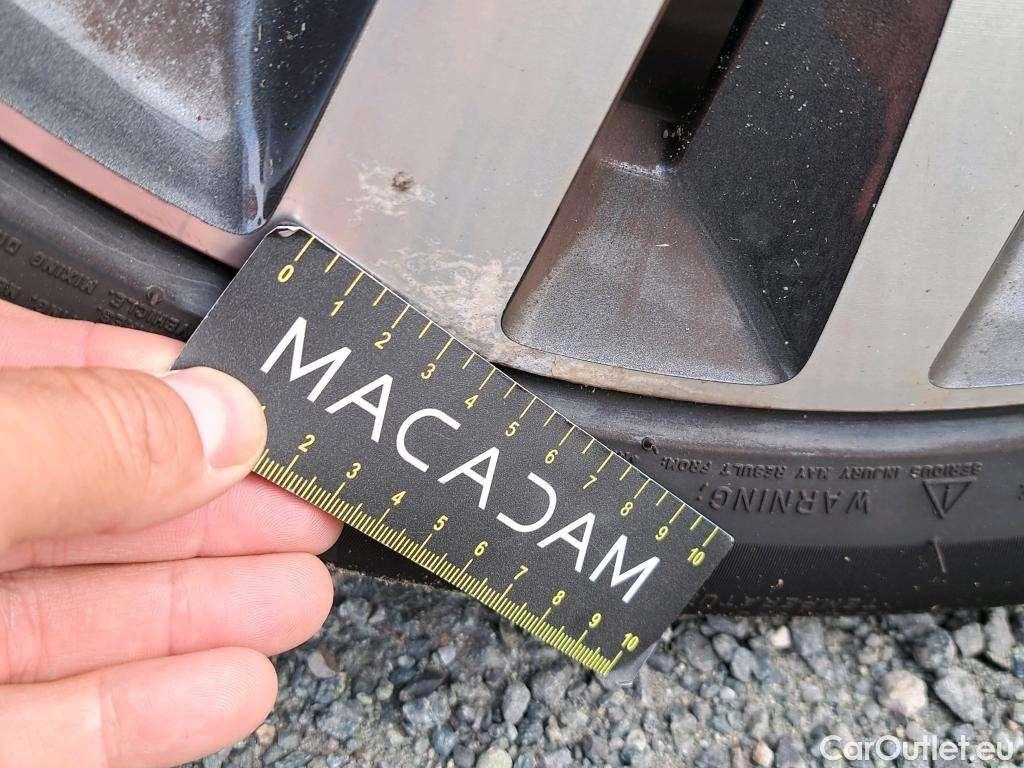 0 1 2 3 4 5 6 7 8 9 10
MACADAM
2 3 4 5 6 7 8 9 10
VEHICLE. MIXING
WARNING:
SERIOUS INJURY MAY RESULT FROM:
CarOutlet.eu